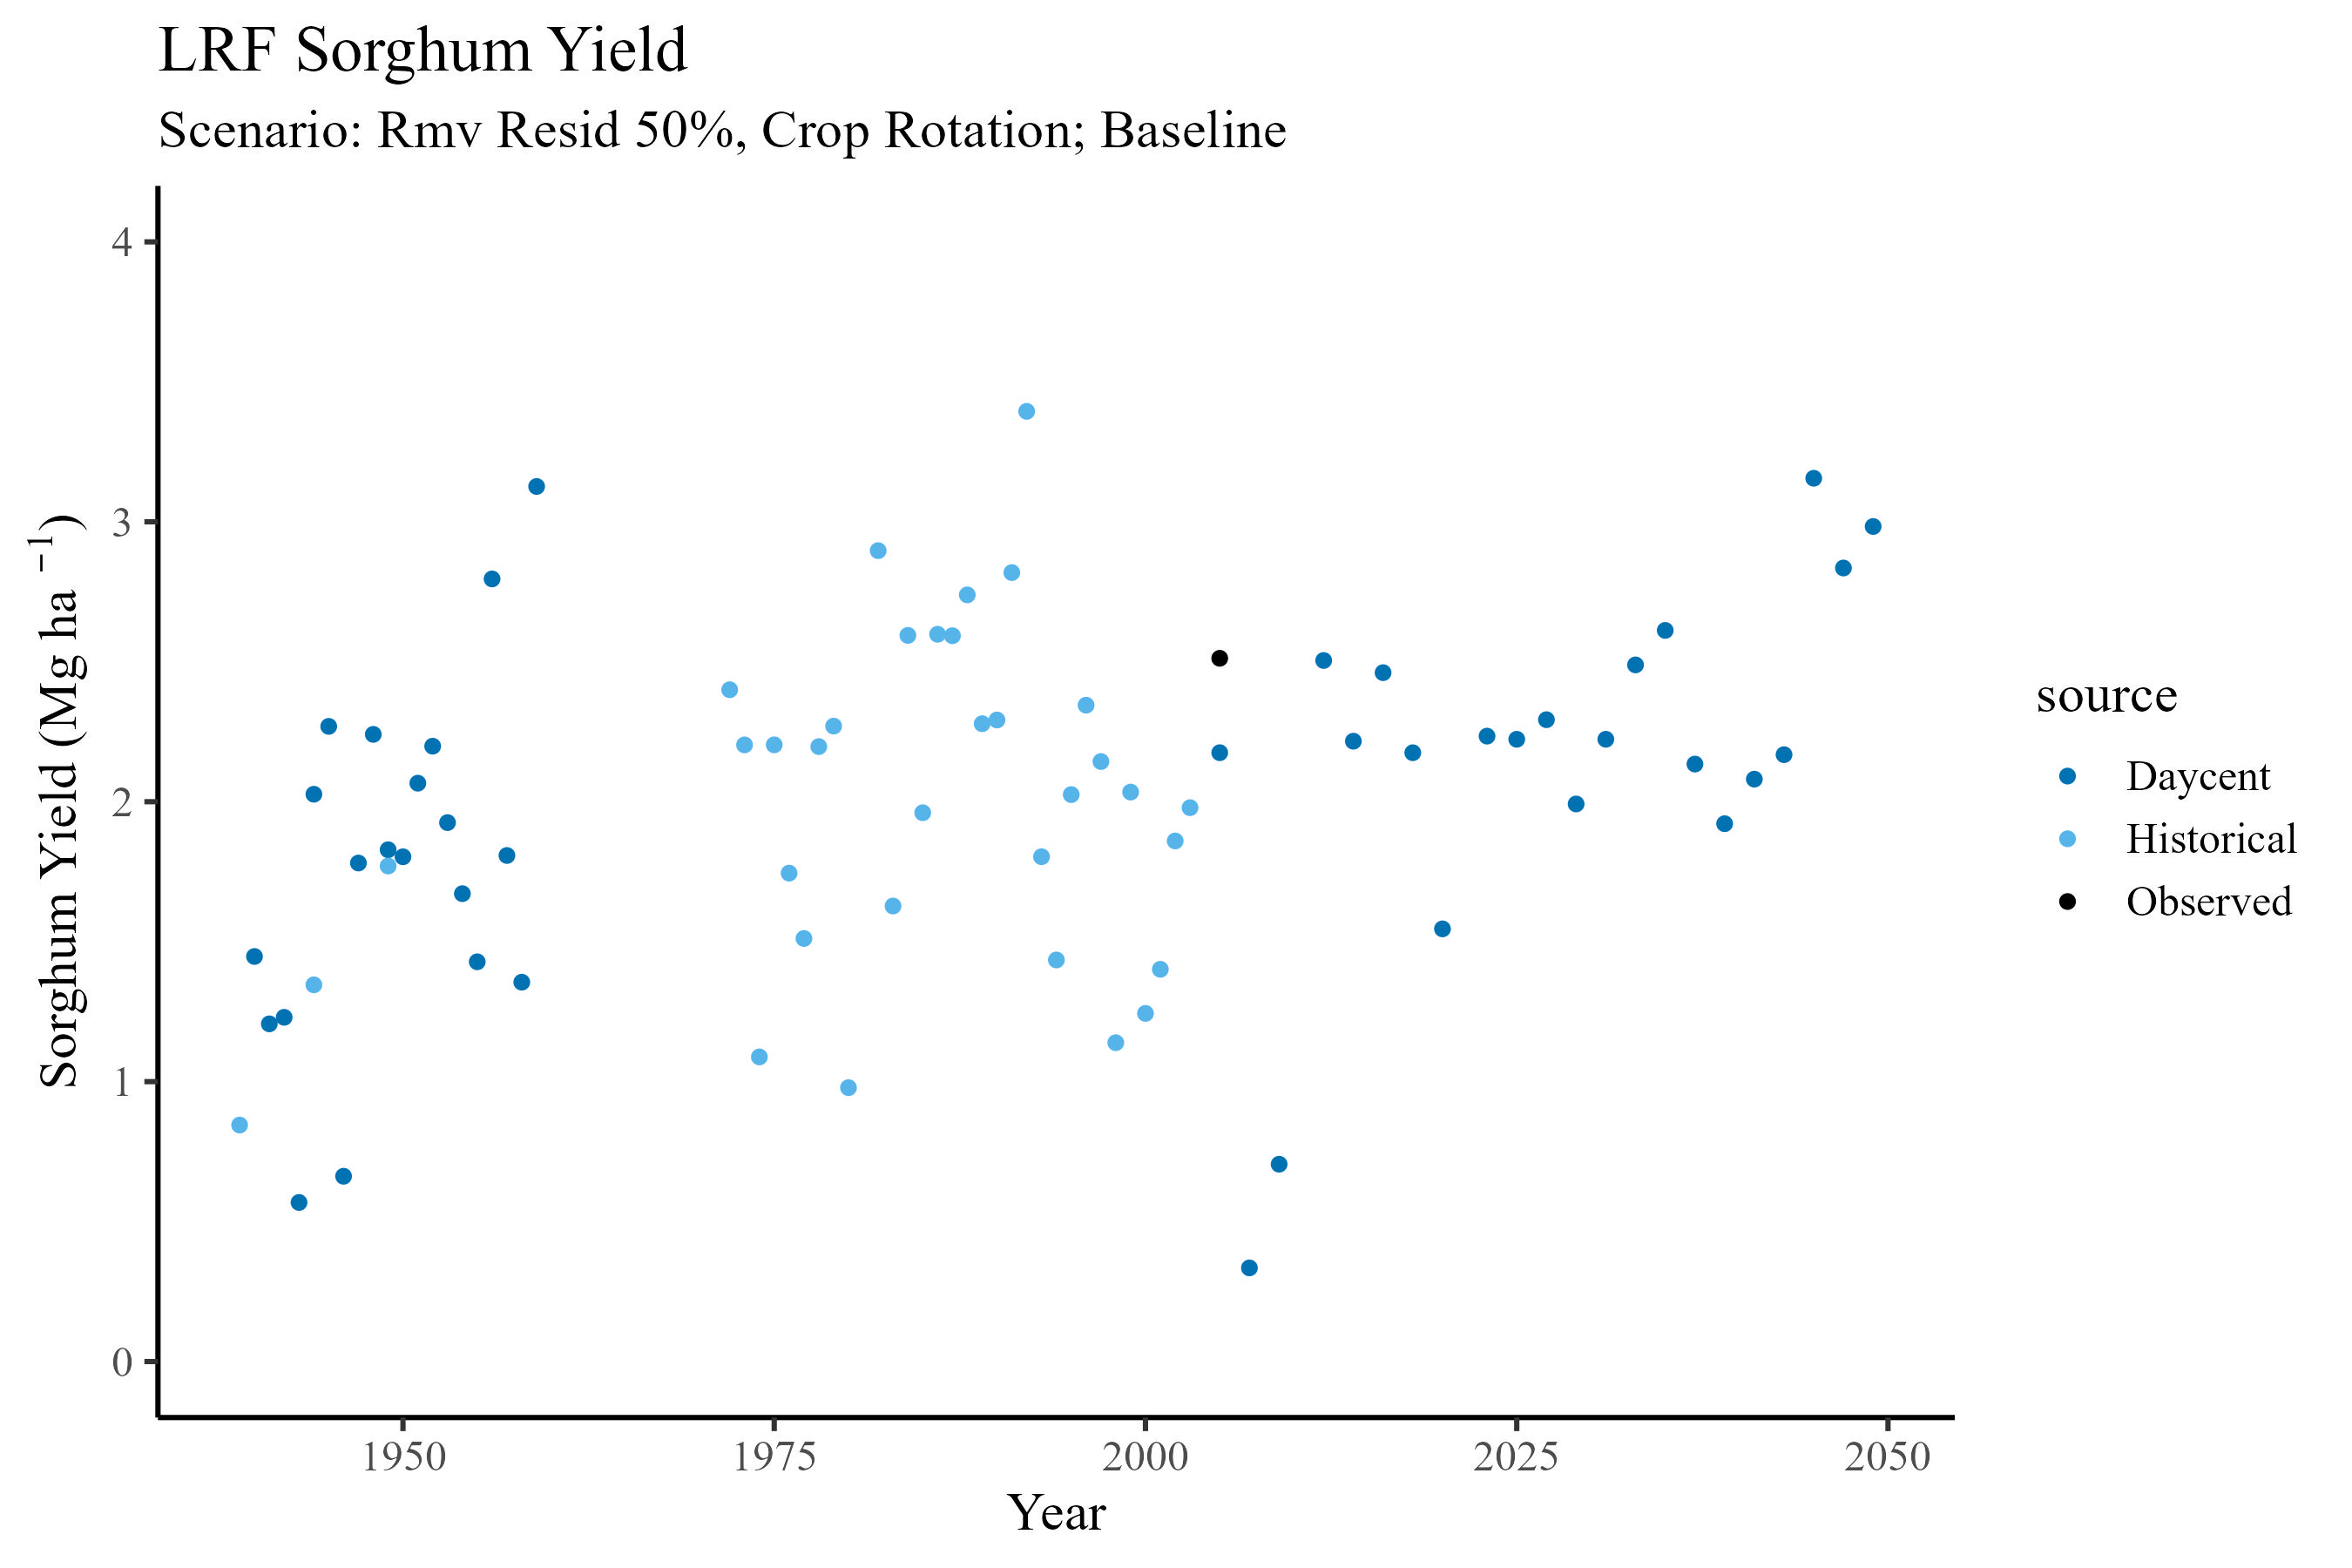 LRF Sorghum Yield
Scenario: Rmv Resid 50%, Crop Rotation; Baseline
Sorghum Yield (Mg ha ⁻¹)
4
3
2
1
0
1950 1975 2000 2025 2050
Year
source
Daycent
Historical
Observed